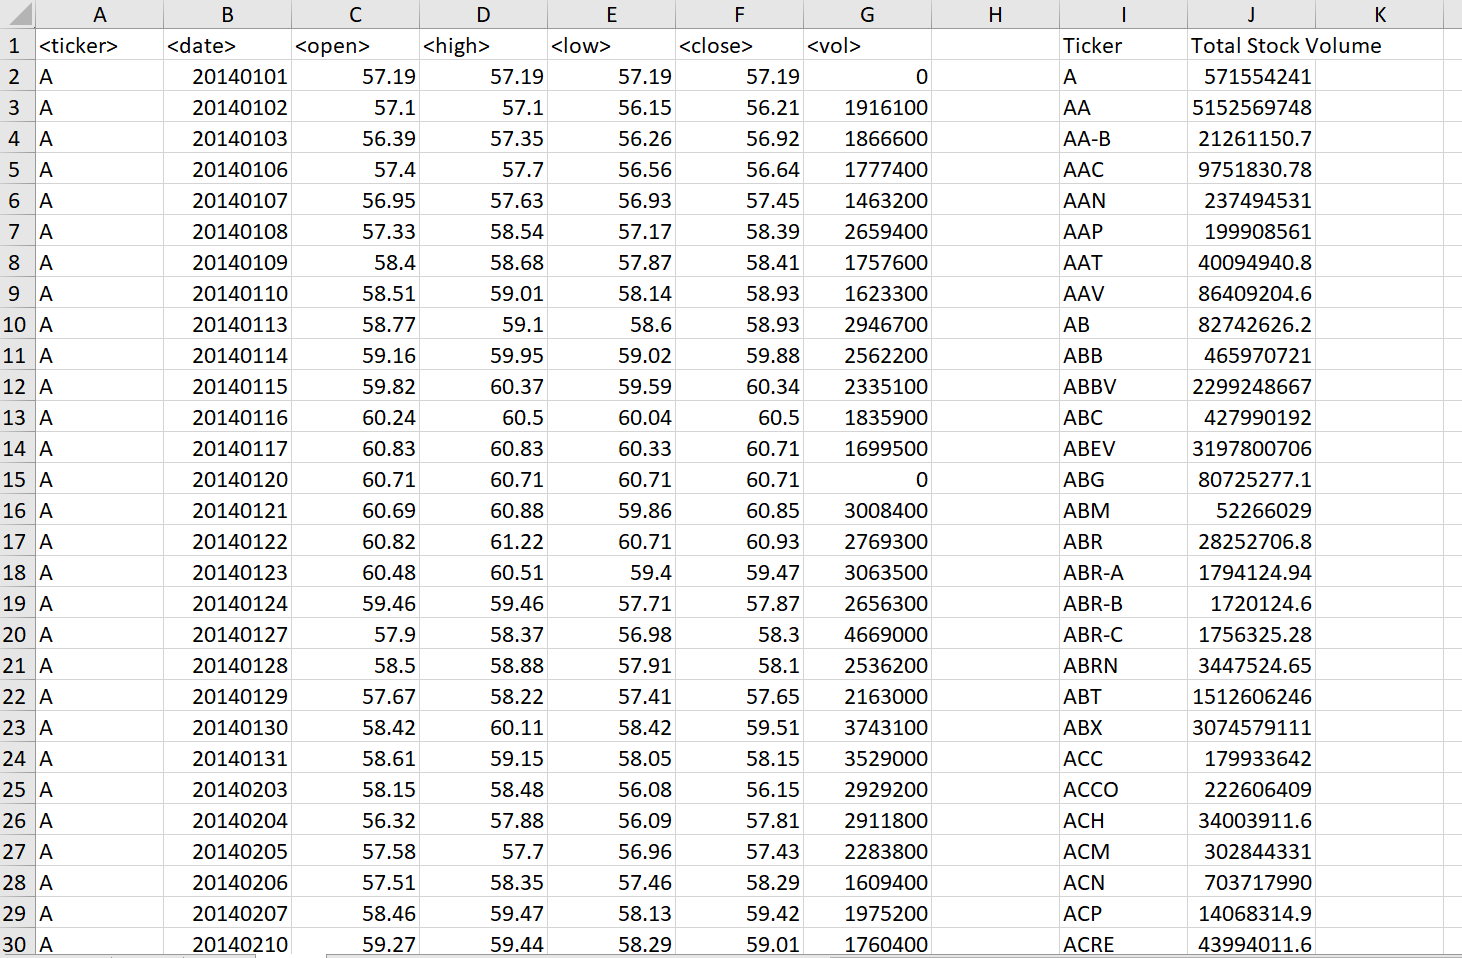 A B C D E F G H I J K
1 <ticker> <date> <open> <high> <low> <close> <vol> Ticker Total Stock Volume
2 A 20140101 57.19 57.19 57.19 57.19 0 A 571554241
3 A 20140102 57.1 57.1 56.15 56.21 1916100 AA 5152569748
4 A 20140103 56.39 57.35 56.26 56.92 1866600 AA-B 21261150.7
5 A 20140106 57.4 57.7 56.56 56.64 1777400 AAC 9751830.78
6 A 20140107 56.95 57.63 56.93 57.45 1463200 AAN 237494531
7 A 20140108 57.33 58.54 57.17 58.39 2659400 AAP 199908561
8 A 20140109 58.4 58.68 57.87 58.41 1757600 AAT 40094940.8
9 A 20140110 58.51 59.01 58.14 58.93 1623300 AAV 86409204.6
10 A 20140113 58.77 59.1 58.6 58.93 2946700 AB 82742626.2
11 A 20140114 59.16 59.95 59.02 59.88 2562200 ABB 465970721
12 A 20140115 59.82 60.37 59.59 60.34 2335100 ABBV 2299248667
13 A 20140116 60.24 60.5 60.04 60.5 1835900 ABC 427990192
14 A 20140117 60.83 60.83 60.33 60.71 1699500 ABEV 3197800706
15 A 20140120 60.71 60.71 60.71 60.71 0 ABG 80725277.1
16 A 20140121 60.69 60.88 59.86 60.85 3008400 ABM 52266029
17 A 20140122 60.82 61.22 60.71 60.93 2769300 ABR 28252706.8
18 A 20140123 60.48 60.51 59.4 59.47 3063500 ABR-A 1794124.94
19 A 20140124 59.46 59.46 57.71 57.87 2656300 ABR-B 1720124.6
20 A 20140127 57.9 58.37 56.98 58.3 4669000 ABR-C 1756325.28
21 A 20140128 58.5 58.88 57.91 58.1 2536200 ABRN 3447524.65
22 A 20140129 57.67 58.22 57.41 57.65 2163000 ABT 1512606246
23 A 20140130 58.42 60.11 58.42 59.51 3743100 ABX 3074579111
24 A 20140131 58.61 59.15 58.05 58.15 3529000 ACC 179933642
25 A 20140203 58.15 58.48 56.08 56.15 2929200 ACCO 222606409
26 A 20140204 56.32 57.88 56.09 57.81 2911800 ACH 34003911.6
27 A 20140205 57.58 57.7 56.96 57.43 2283800 ACM 302844331
28 A 20140206 57.51 58.35 57.46 58.29 1609400 ACN 703717990
29 A 20140207 58.46 59.47 58.13 59.42 1975200 ACP 14068314.9
30 A 20140210 59.27 59.44 58.29 59.01 1760400 ACRE 43994011.6